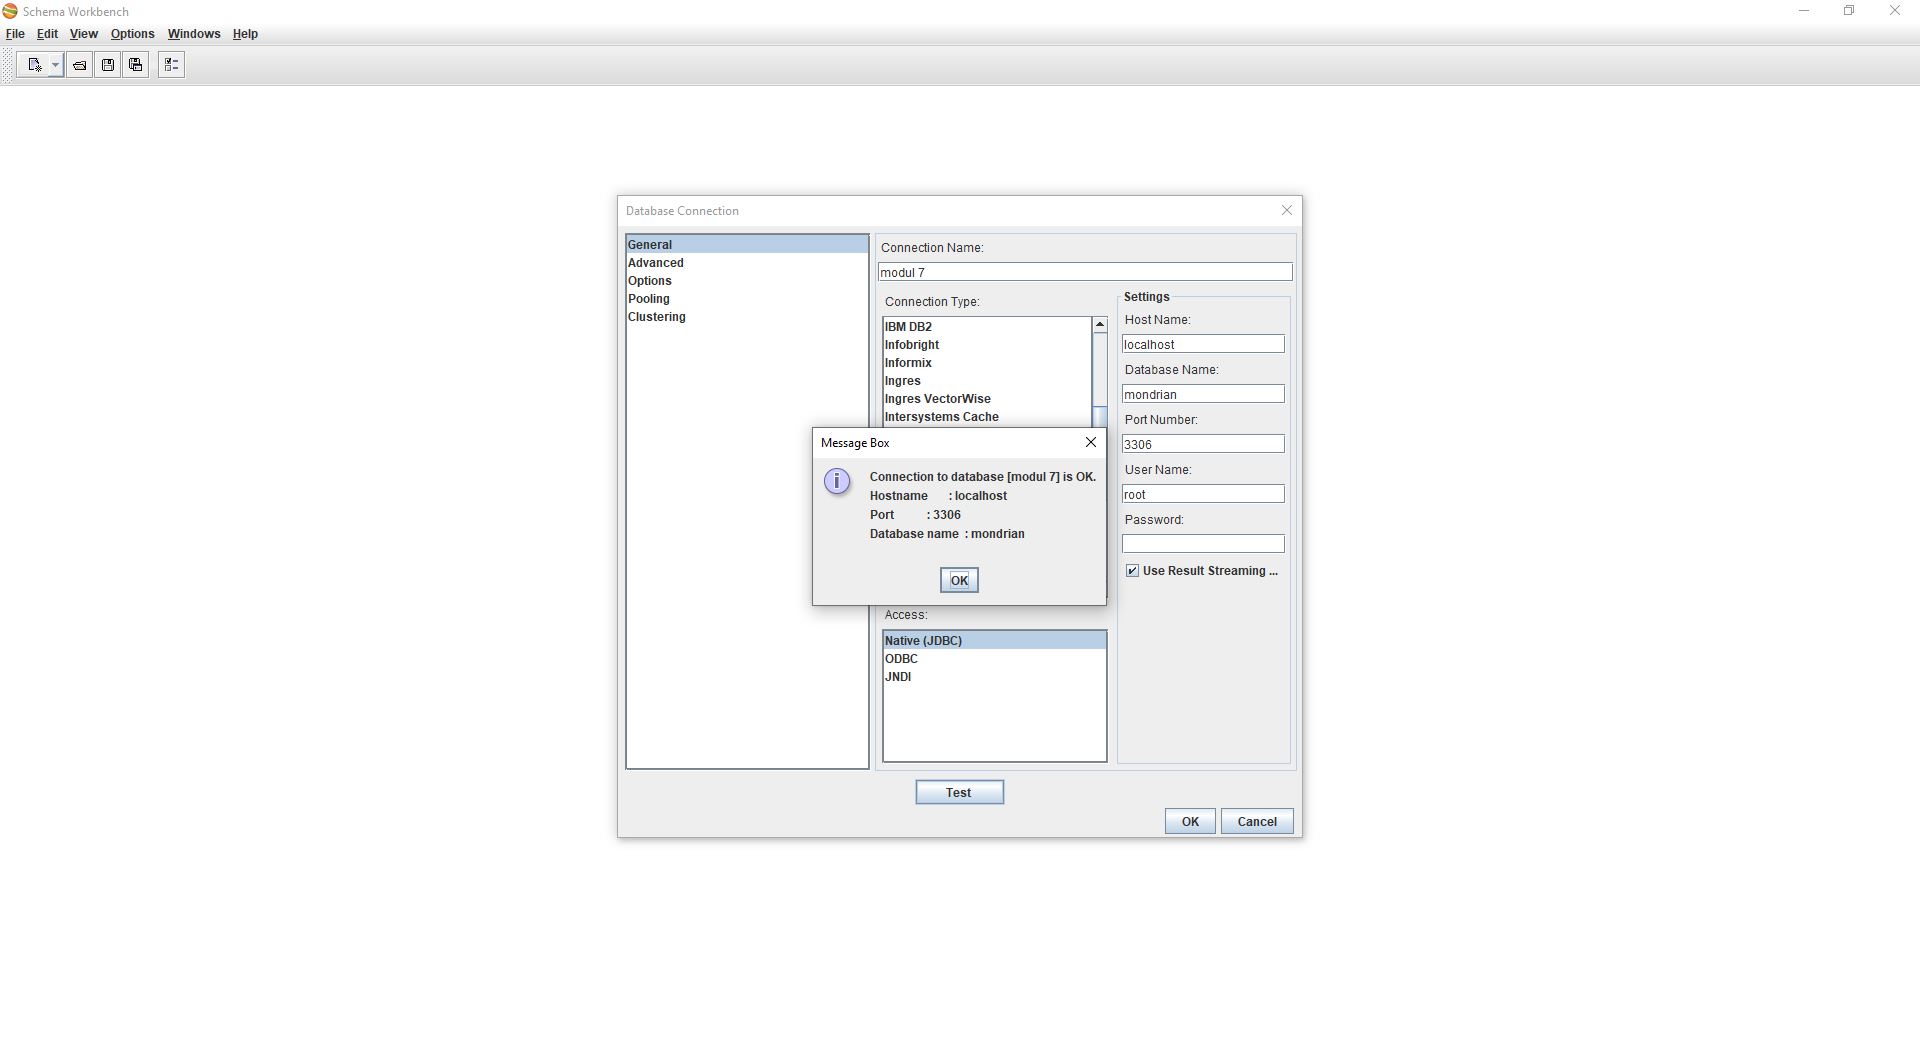 Schema Workbench
File Edit View Options Windows Help
Database Connection
General
Advanced
Options
Pooling
Clustering
Connection Name:
modul 7
Connection Type:
IBM DB2
Infobright
Informix
Ingres
Ingres VectorWise
Intersystems Cache
Settings
Host Name:
localhost
Database Name:
mondrian
Port Number:
3306
User Name:
root
Password:
Use Result Streaming ...
Message Box
Connection to database [modul 7] is OK.
Hostname : localhost
Port : 3306
Database name : mondrian
OK
Access:
Native (JDBC)
ODBC
JNDI
Test
OK Cancel